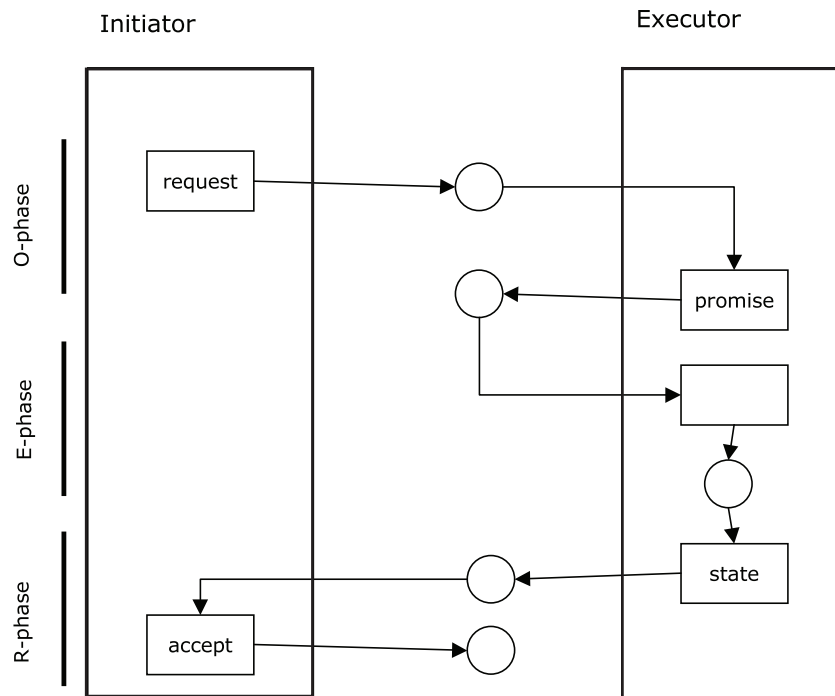 Initiator
Executor
O-phase
request
promise
E-phase
R-phase
state
accept